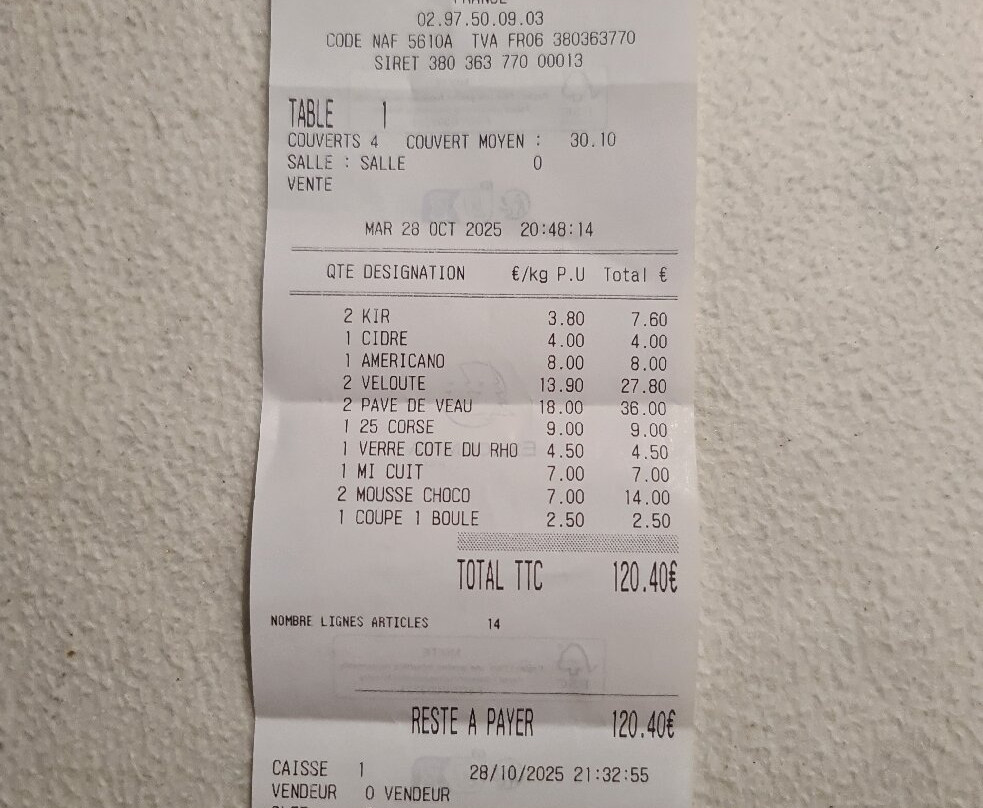 FRANCE
02.97.50.09.03
CODE NAF 5610A TVA FR06 380363770
SIRET 380 363 770 00013
TABLE 1
COUVERTS 4 COUVERT MOYEN : 30.10
SALLE : SALLE 0
VENTE
MAR 28 OCT 2025 20:48:14
QTE DESIGNATION €/kg P.U Total €
2 KIR 3.80 7.60
1 CIDRE 4.00 4.00
1 AMERICANO 8.00 8.00
2 VELOUTE 13.90 27.80
2 PAVE DE VEAU 18.00 36.00
1 25 CORSE 9.00 9.00
1 VERRE COTE DU RHO 4.50 4.50
1 MI CUIT 7.00 7.00
2 MOUSSE CHOCO 7.00 14.00
1 COUPE 1 BOULE 2.50 2.50
TOTAL TTC 120.40€
NOMBRE LIGNES ARTICLES 14
RESTE A PAYER 120.40€
CAISSE 1 28/10/2025 21:32:55
VENDEUR 0 VENDEUR